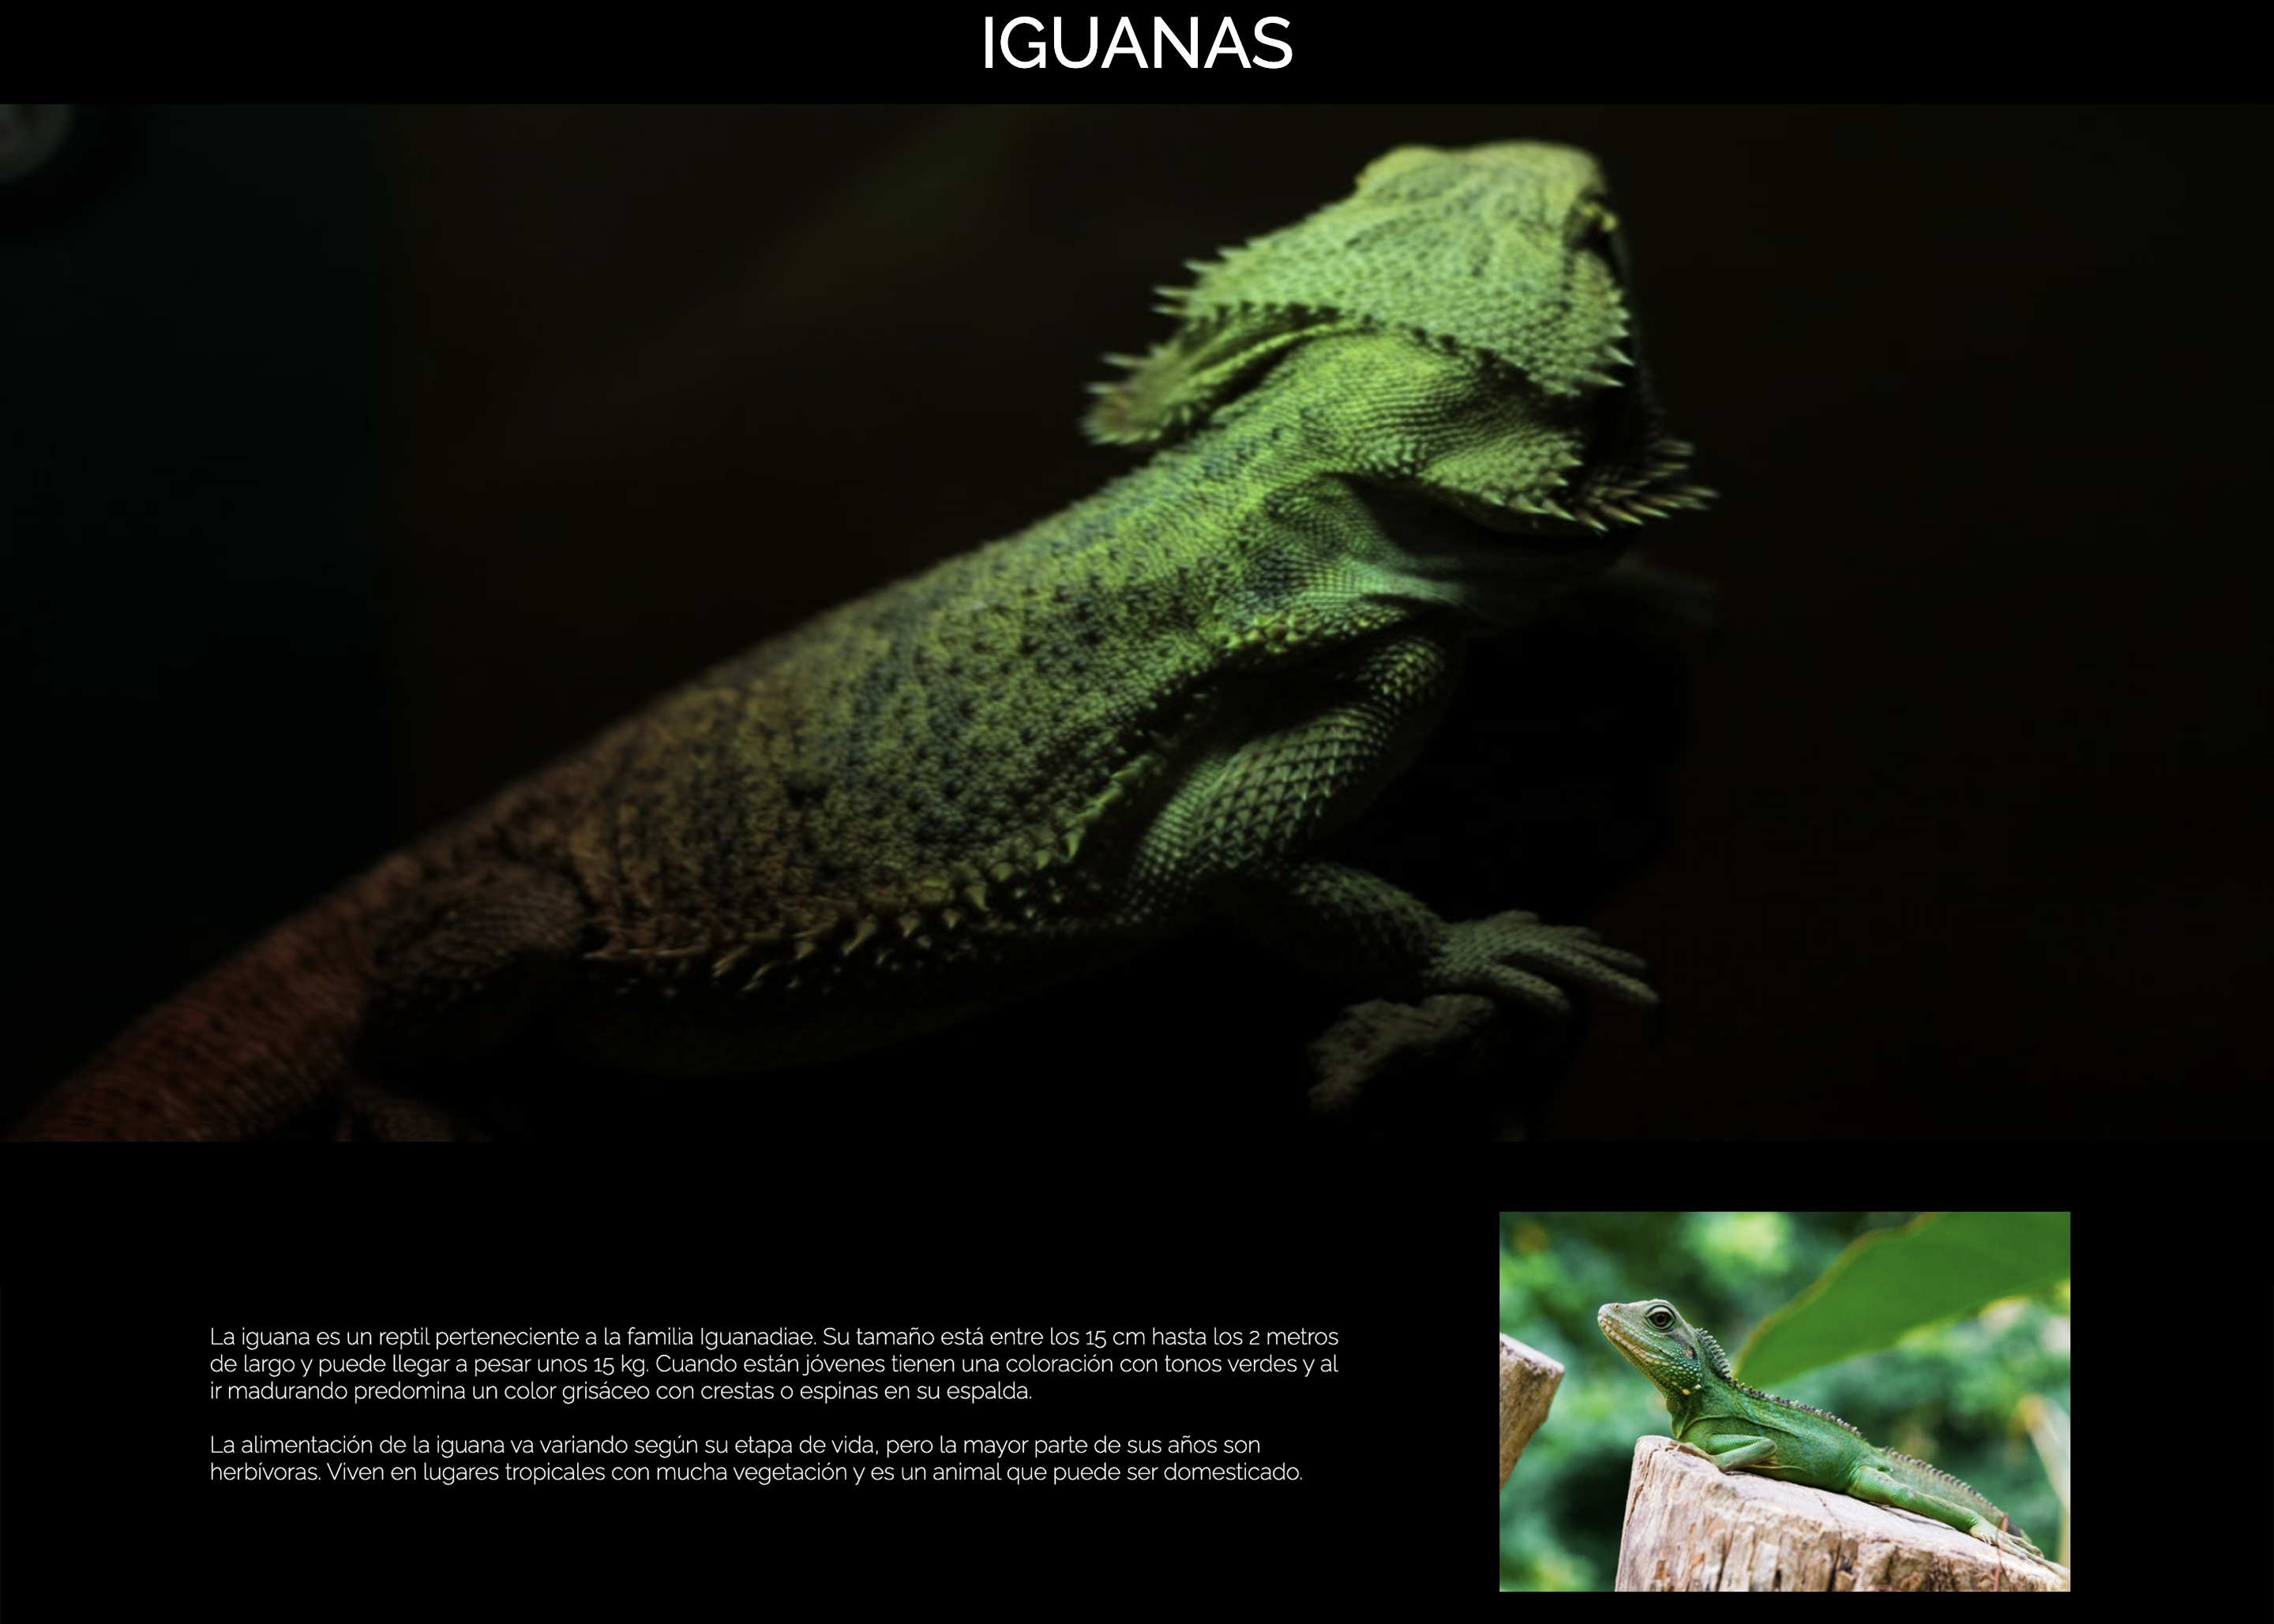 IGUANAS
La iguana es un reptil perteneciente a la familia Iguanadiae. Su tamaño está entre los 15 cm hasta los 2 metros
de largo y puede llegar a pesar unos 15 kg. Cuando están jóvenes tienen una coloración con tonos verdes y al
ir madurando predomina un color grisáceo con crestas o espinas en su espalda.
La alimentación de la iguana va variando según su etapa de vida, pero la mayor parte de sus años son
herbívoras. Viven en lugares tropicales con mucha vegetación y es un animal que puede ser domesticado.